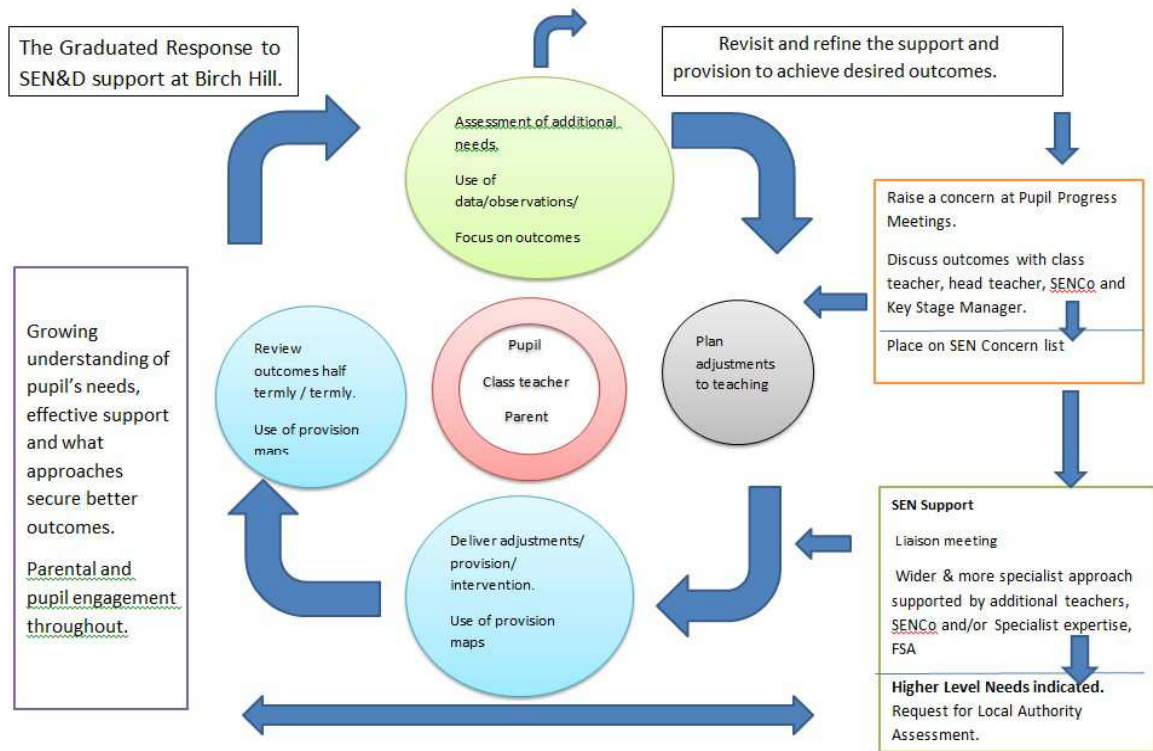 The Graduated Response to
SEN&D support at Birch Hill.
Revisit and refine the support and
provision to achieve desired outcomes.
Assessment of additional
needs.
Use of
data/observations/
Focus on outcomes
Raise a concern at Pupil Progress
Meetings.
Discuss outcomes with class
teacher, head teacher, SENCo and
Key Stage Manager.
Place on SEN Concern list
Growing
understanding of
pupil's needs,
effective support
and what
approaches
secure better
outcomes.
Parental and
pupil engagement
throughout.
Review
outcomes half
termly / termly.
Use of provision
maps
Pupil
Class teacher
Parent
Plan
adjustments
to teaching
Deliver adjustments/
provision/
intervention.
Use of provision
maps
SEN Support
Liaison meeting
Wider & more specialist approach
supported by additional teachers,
SENCo and/or Specialist expertise,
FSA
Higher Level Needs indicated.
Request for Local Authority
Assessment.